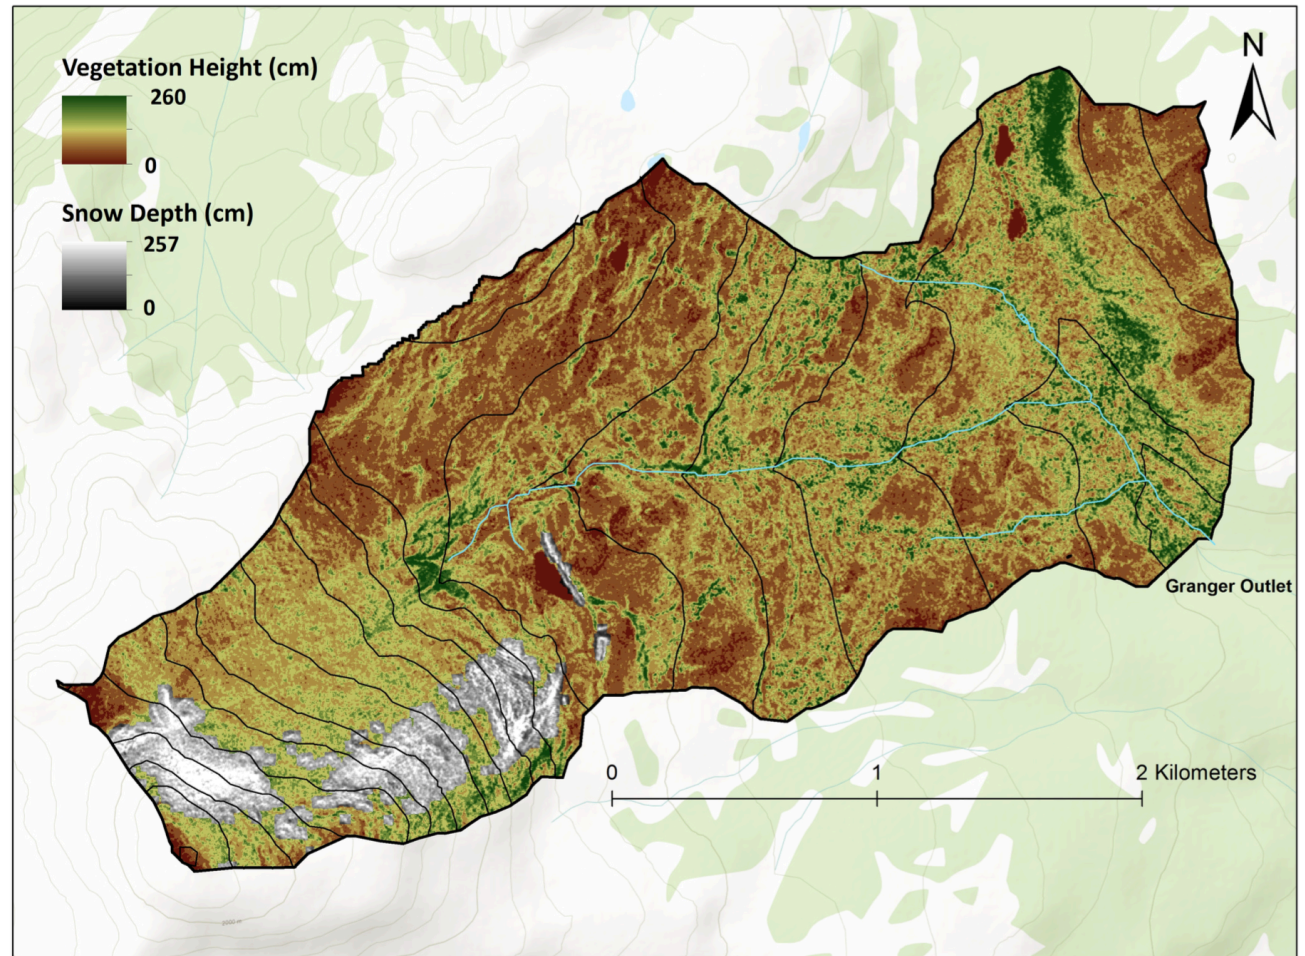 Vegetation Height (cm)
260
0
Snow Depth (cm)
257
0
N
Granger Outlet
0 1 2 Kilometers